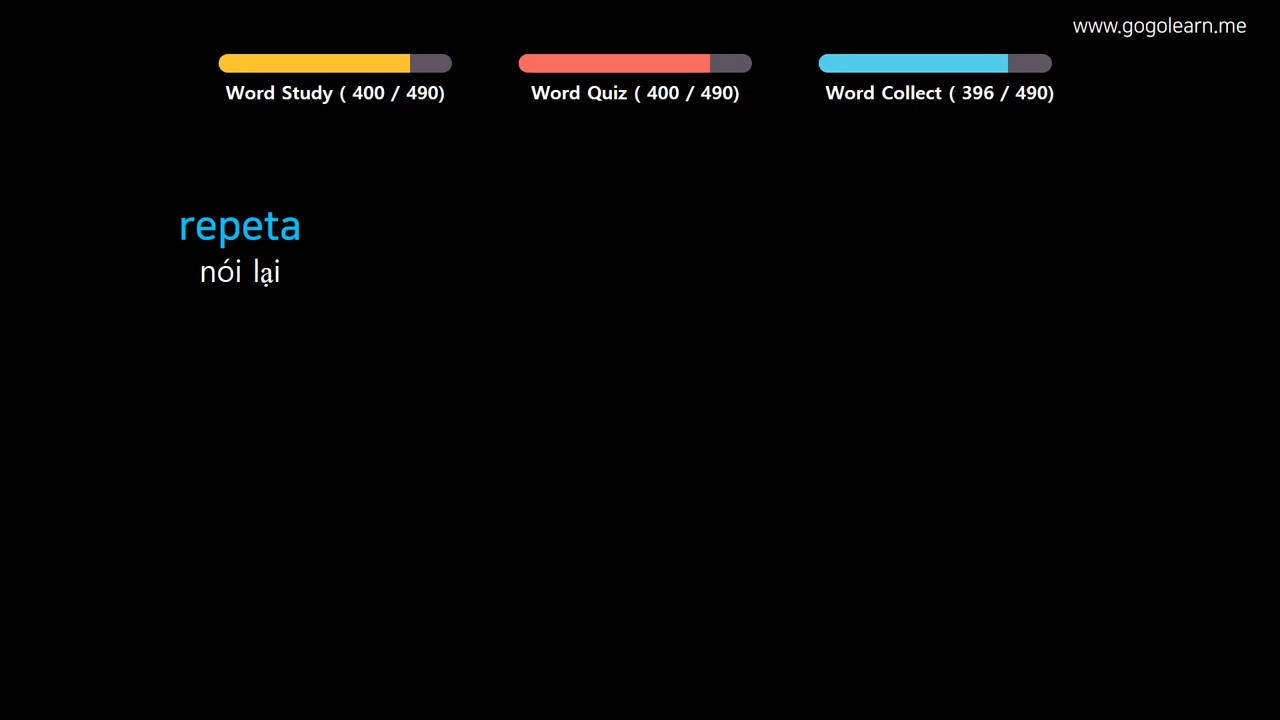 www.gogolearn.me
Word Study ( 400 / 490)
Word Quiz ( 400 / 490)
Word Collect ( 396 / 490)
repeta
nói lại